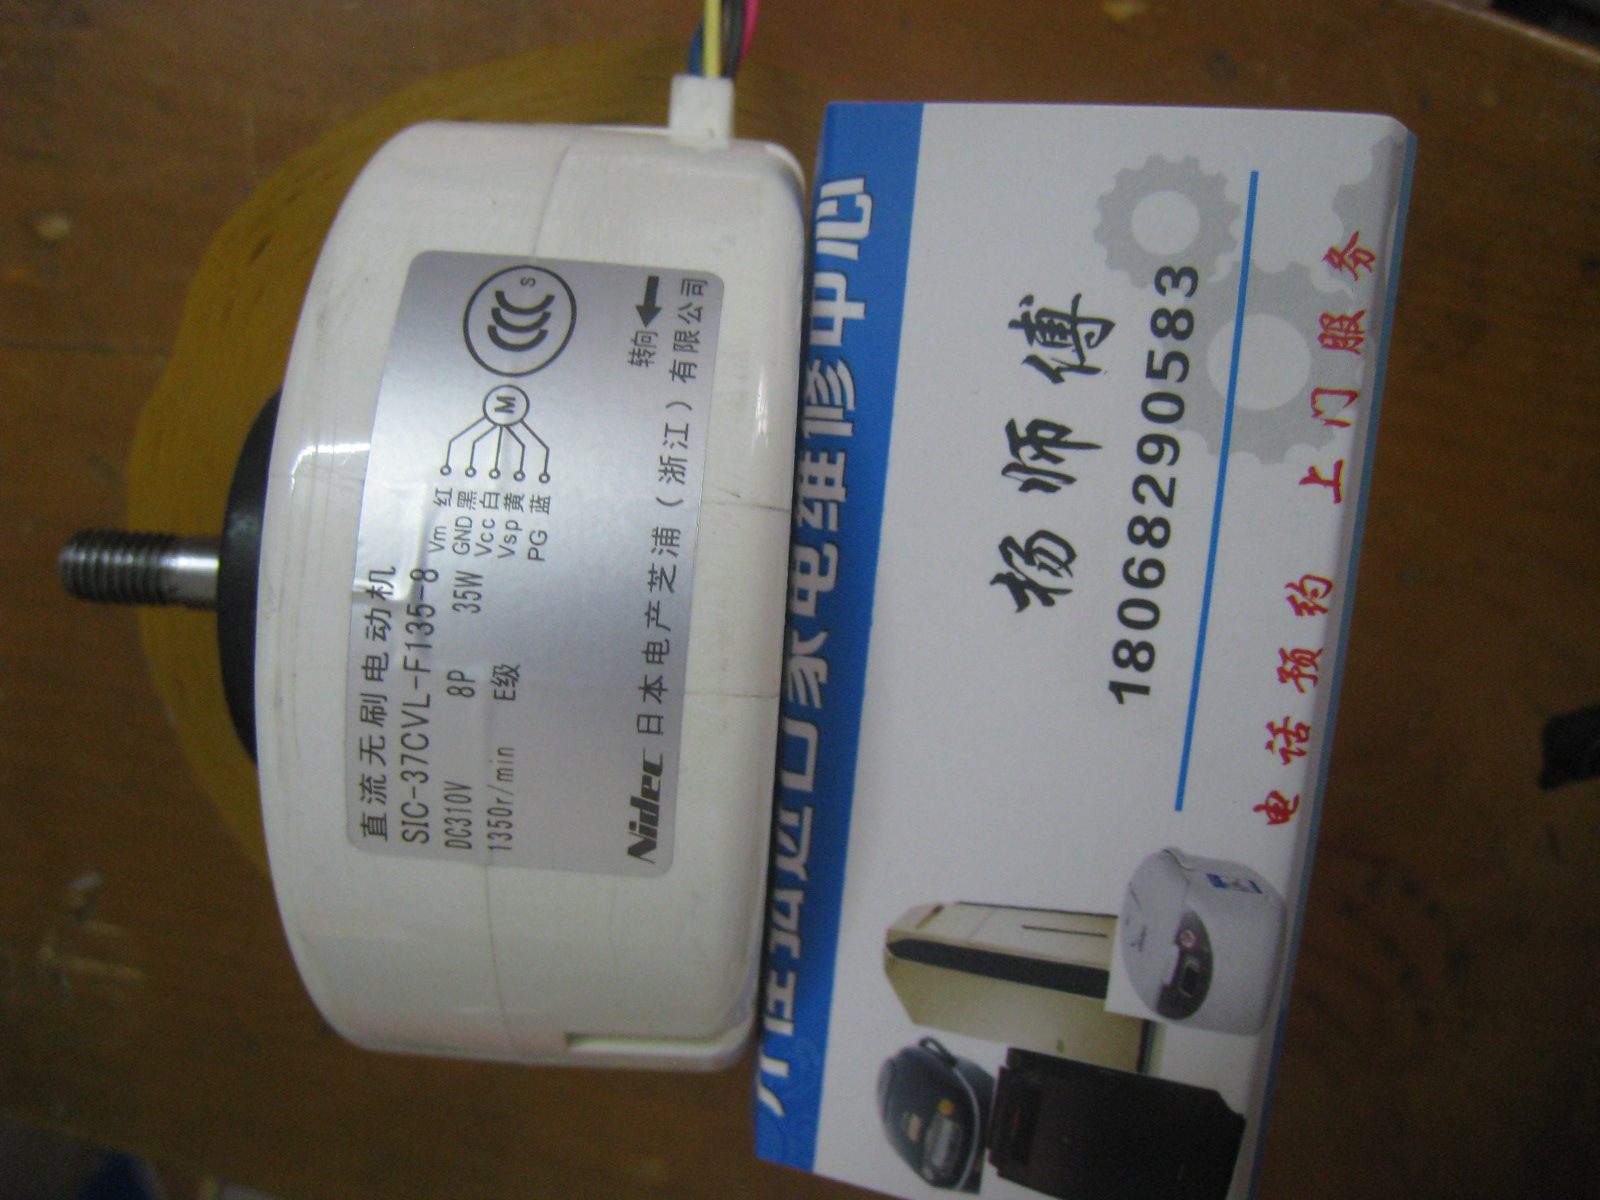 直流无刷电动机
SIC-37CVL-F135-8
DC310V 8P 35W
1350r/min E级
Vm 红
GND 黑
Vcc 白
Vsp 黄
PG 蓝
M
S
转向
Nidec 日本电产芝浦（浙江）有限公司
进口家电维修中心
杨师傅
18068290583
电话预约 上门服务